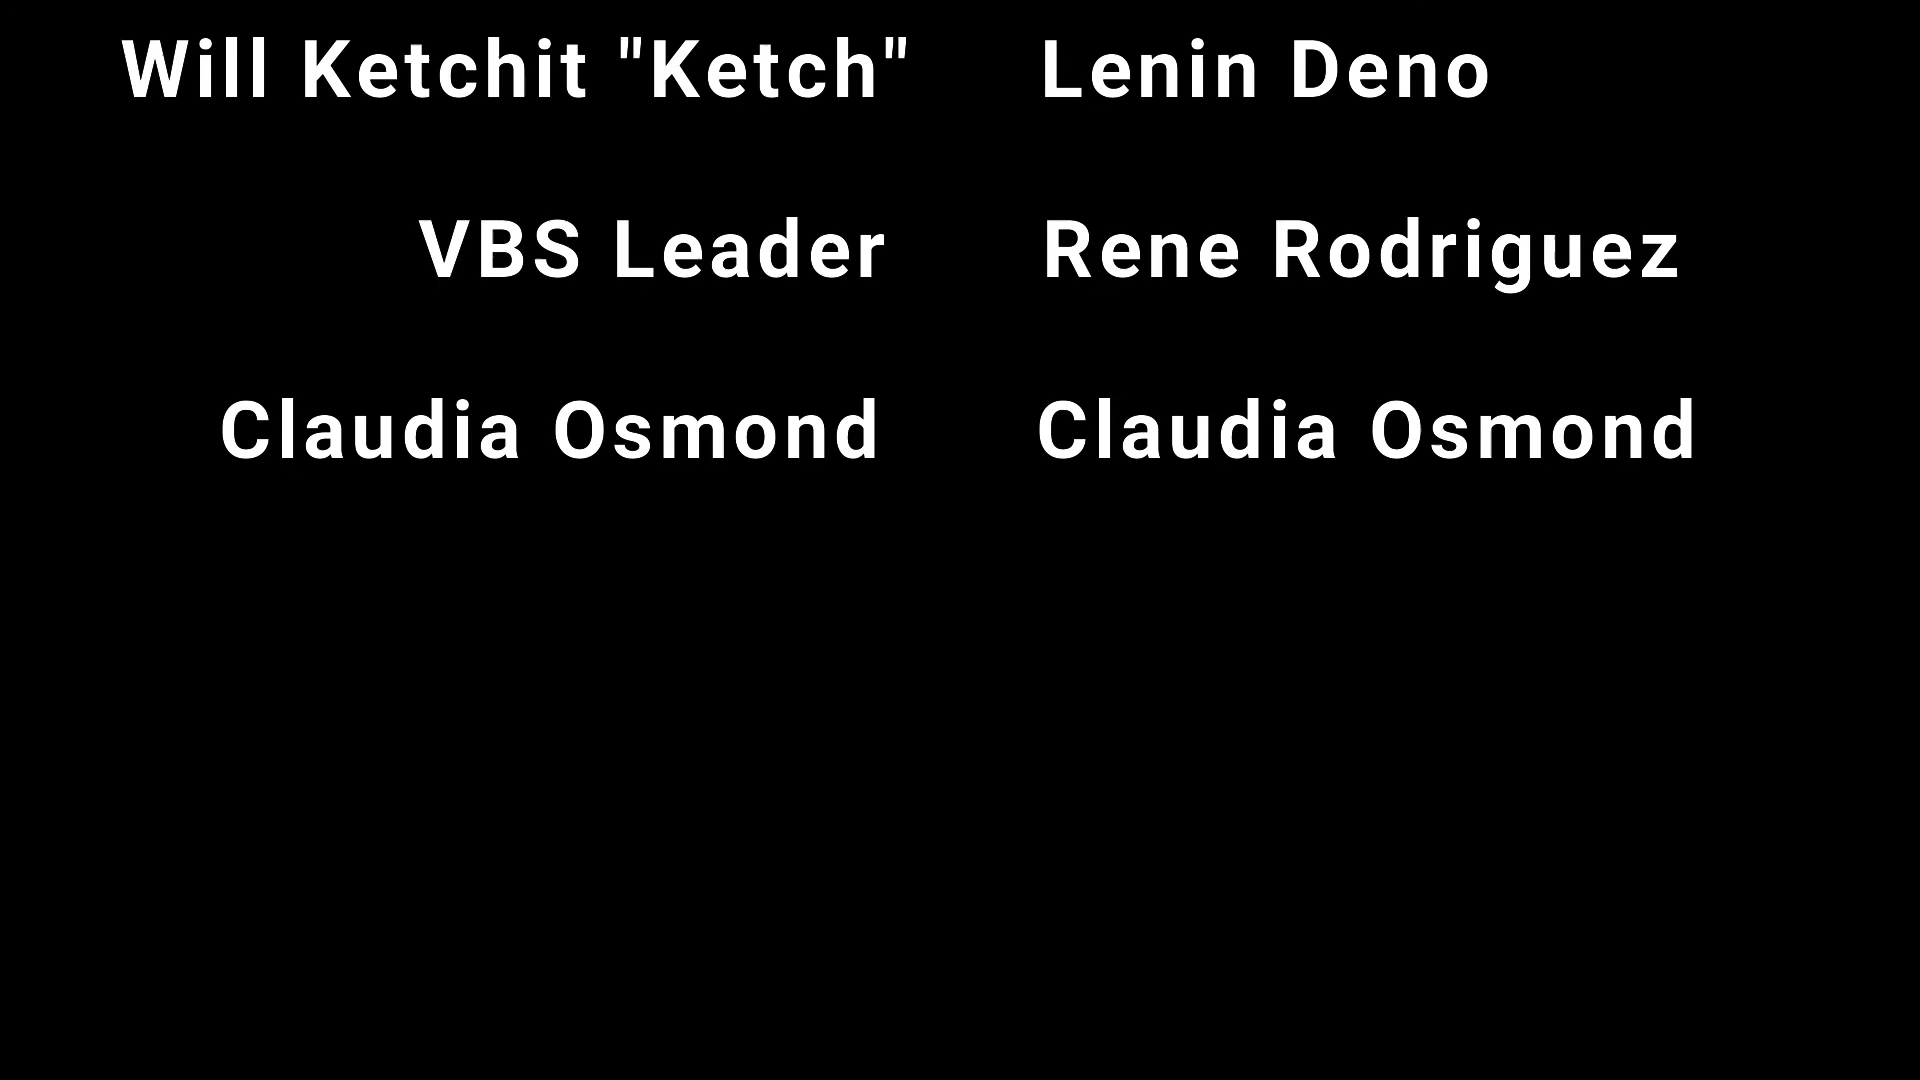 Will Ketchit "Ketch" Lenin Deno
VBS Leader Rene Rodriguez
Claudia Osmond Claudia Osmond